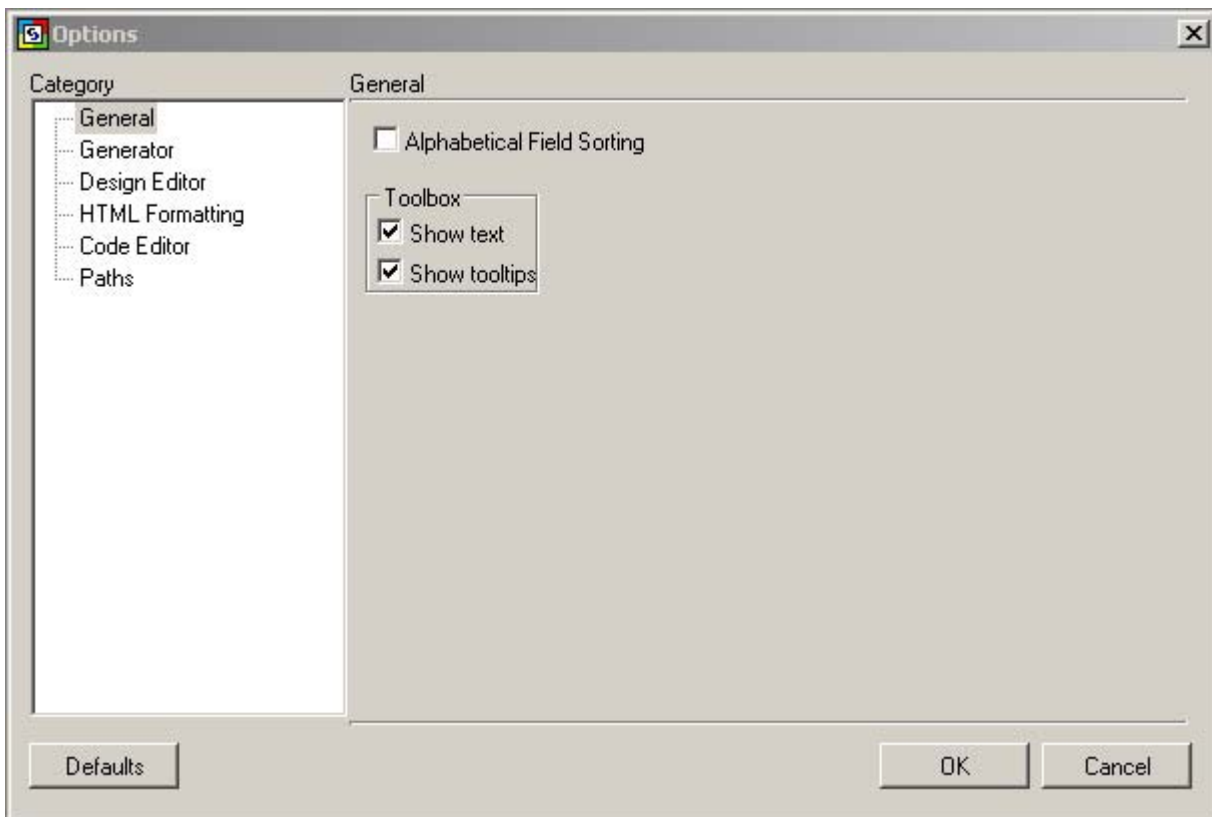 Options
Category
General
Generator
Design Editor
HTML Formatting
Code Editor
Paths
General
Alphabetical Field Sorting
Toolbox
Show text
Show tooltips
Defaults
OK
Cancel